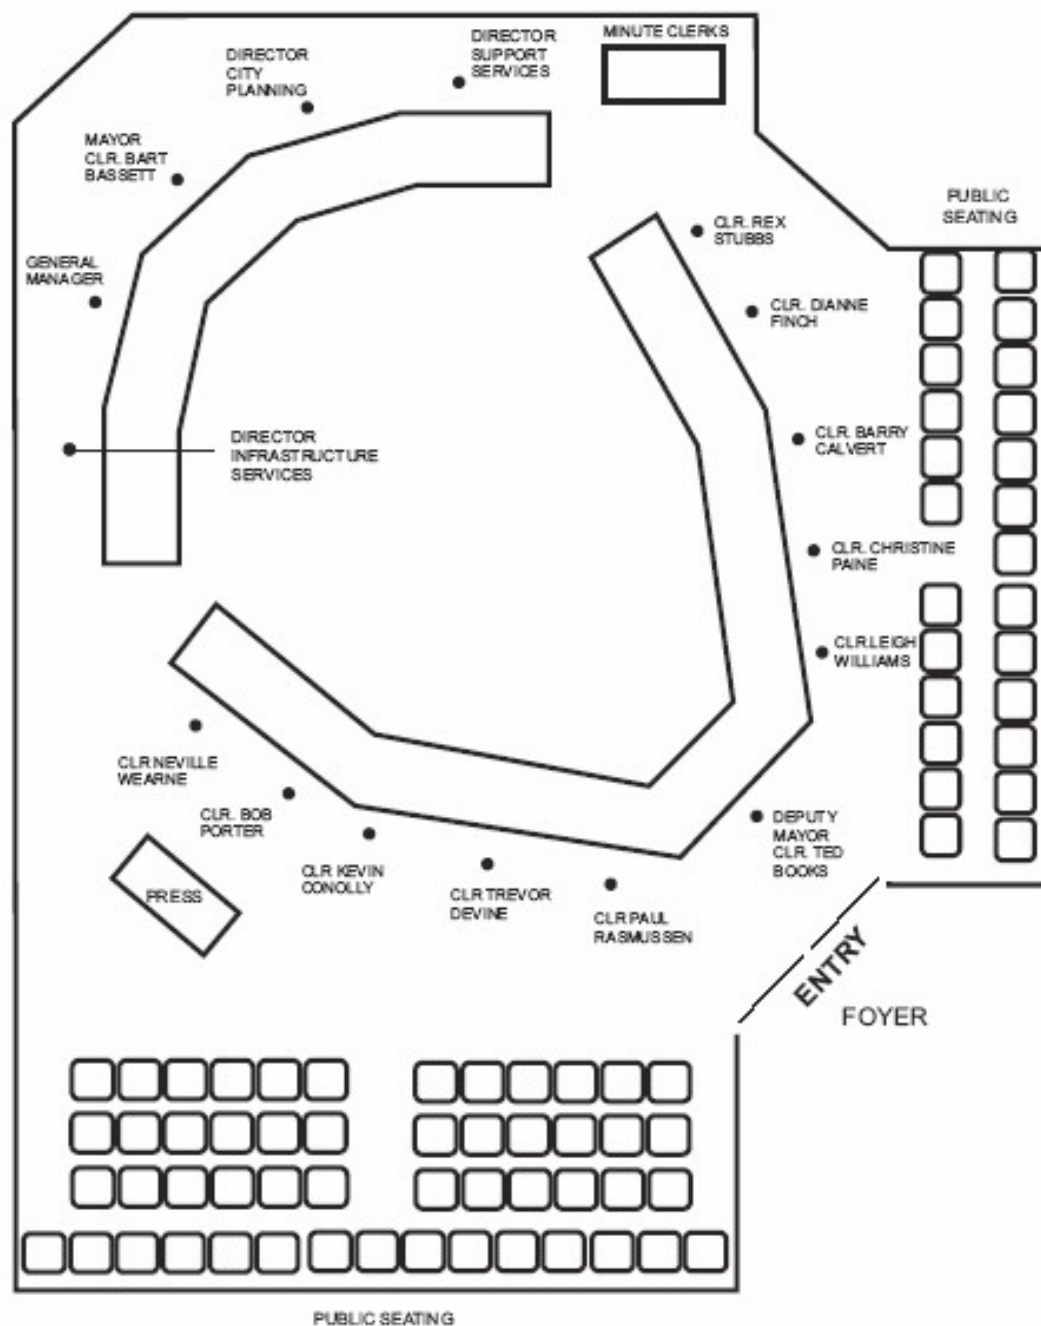 DIRECTOR
SUPPORT
SERVICES
MINUTE CLERKS
DIRECTOR
CITY
PLANNING
MAYOR
CLR. BART
BASSETT
PUBLIC
SEATING
CLR. REX
STUBBS
GENERAL
MANAGER
CLR. DIANNE
FINCH
DIRECTOR
INFRASTRUCTURE
SERVICES
CLR. BARRY
CALVERT
CLR. CHRISTINE
PAINE
CLR.LEIGH
WILLIAMS
CLR NEVILLE
WEARNE
CLR. BOB
PORTER
DEPUTY
MAYOR
CLR. TED
BOOKS
CLR KEVIN
CONOLLY
PRESS
CLR TREVOR
DEVINE
CLR PAUL
RASMUSSEN
ENTRY
FOYER
PUBLIC SEATING